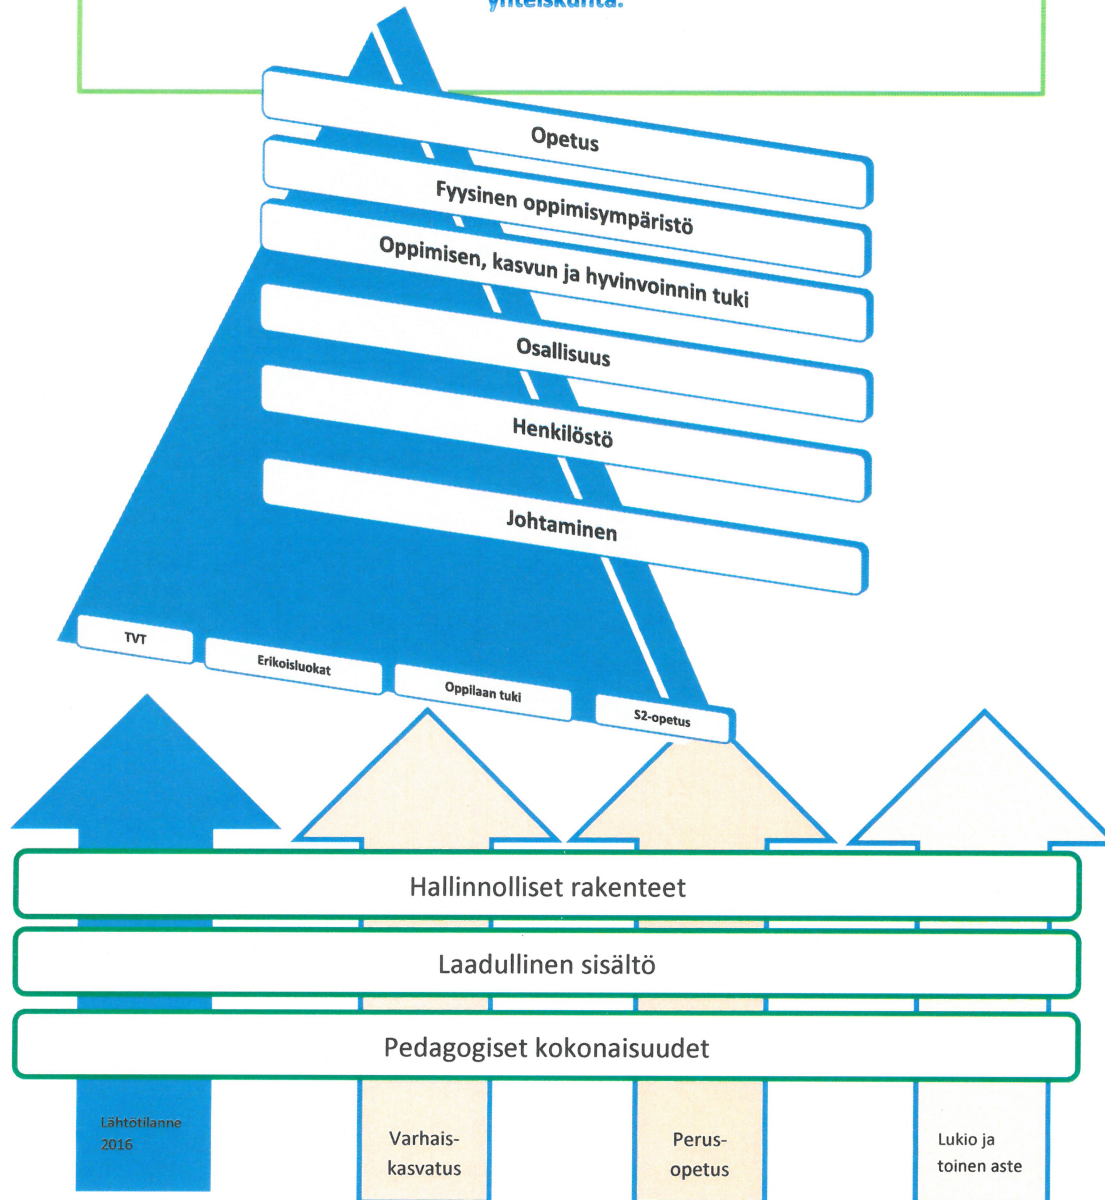 yhteiskunta.
Opetus
Fyysinen oppimisympäristö
Oppimisen, kasvun ja hyvinvoinnin tuki
Osallisuus
Henkilöstö
Johtaminen
TVT
Erikoisluokat
Oppilaan tuki
S2-opetus
Hallinnolliset rakenteet
Laadullinen sisältö
Pedagogiset kokonaisuudet
Lähtötilanne
2016
Varhais-
kasvatus
Perus-
opetus
Lukio ja
toinen aste